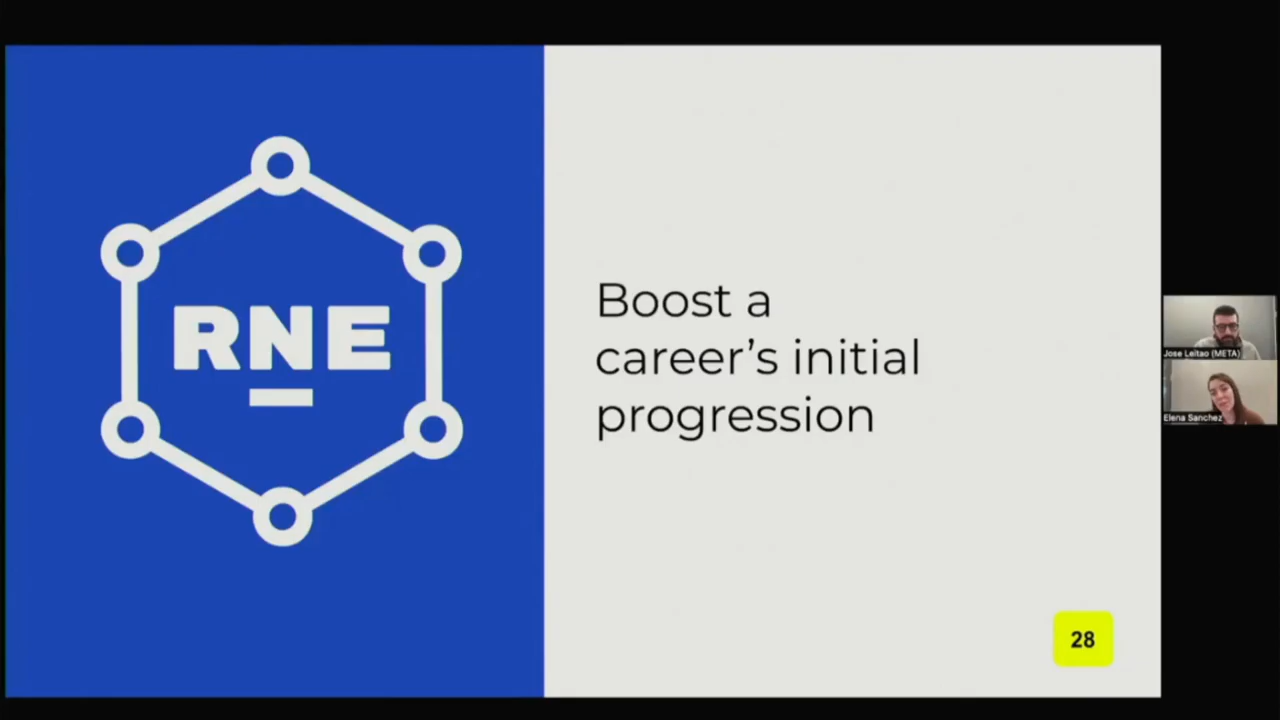 RNE
Boost a
career’s initial
progression
28
Jose Leitao (META)
Elena Sanchez